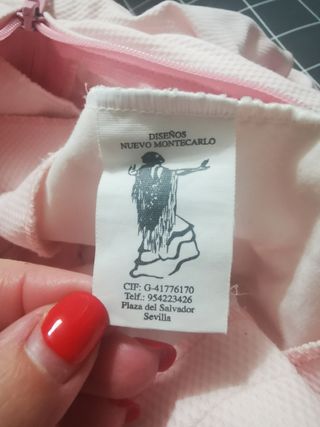 DISEÑOS
NUEVO MONTECARLO
CIF: G-41776170
Telf.: 954223426
Plaza del Salvador
Sevilla